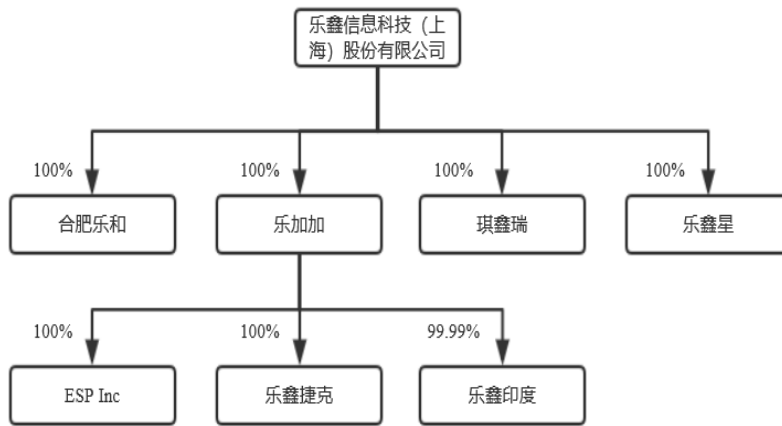 乐鑫信息科技（上
海）股份有限公司
100%
100%
100%
100%
合肥乐和
乐加加
琪鑫瑞
乐鑫星
100%
100%
99.99%
ESP Inc
乐鑫捷克
乐鑫印度